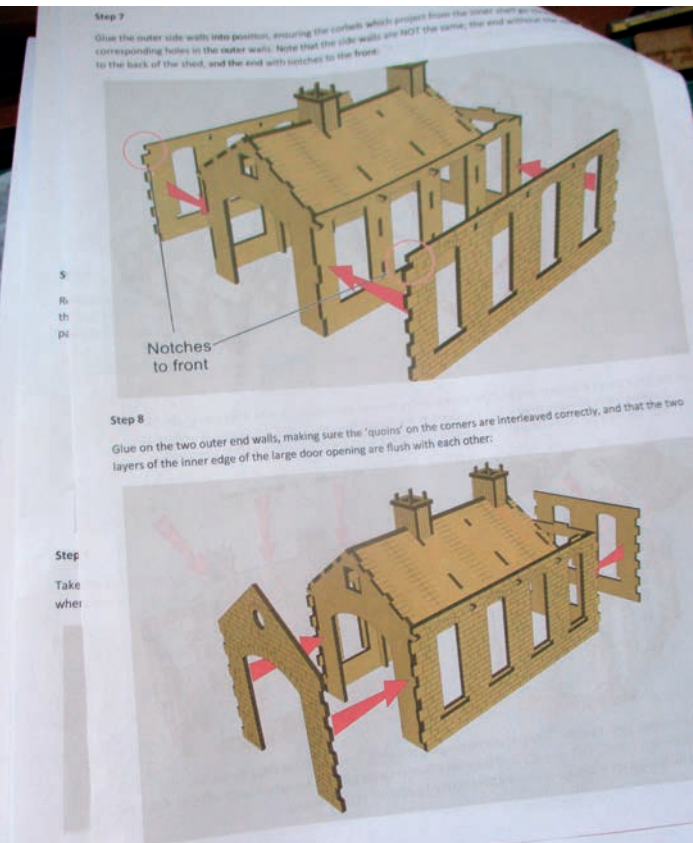 Step 7
Glue the outer side walls into position, ensuring the corbels which project from the inner shell go
corresponding holes in the outer walls. Note that the side walls are NOT the same; the end without the
to the back of the shed, and the end with notches to the front:
S
th
Notches
to front
Step 8
Glue on the two outer end walls, making sure the 'quoins' on the corners are interleaved correctly, and that the two
layers of the inner edge of the large door opening are flush with each other:
Step
Take